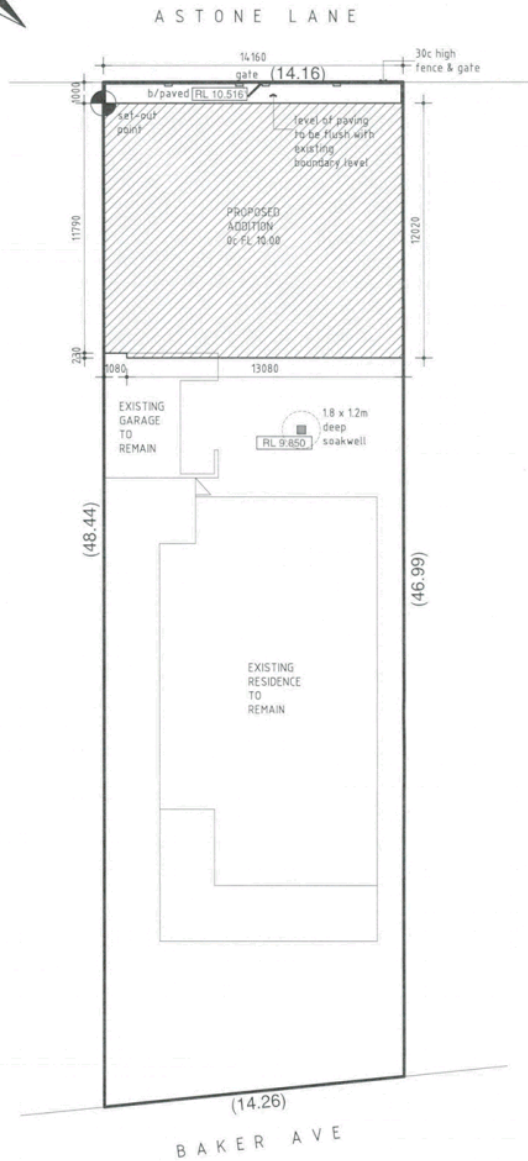 ASTONE LANE
14160
gate (14.16)
30c high
fence & gate
1000
b/paved RL 10.516
set-out
point
level of paving
to be flush with
existing
boundary level
PROPOSED
ADDITION
0c FL 10.00
11790
12020
230
1080
13080
EXISTING
GARAGE
TO
REMAIN
1.8 x 1.2m
deep
soakwell
RL 9.850
(48.44)
(46.99)
EXISTING
RESIDENCE
TO
REMAIN
(14.26)
BAKER AVE